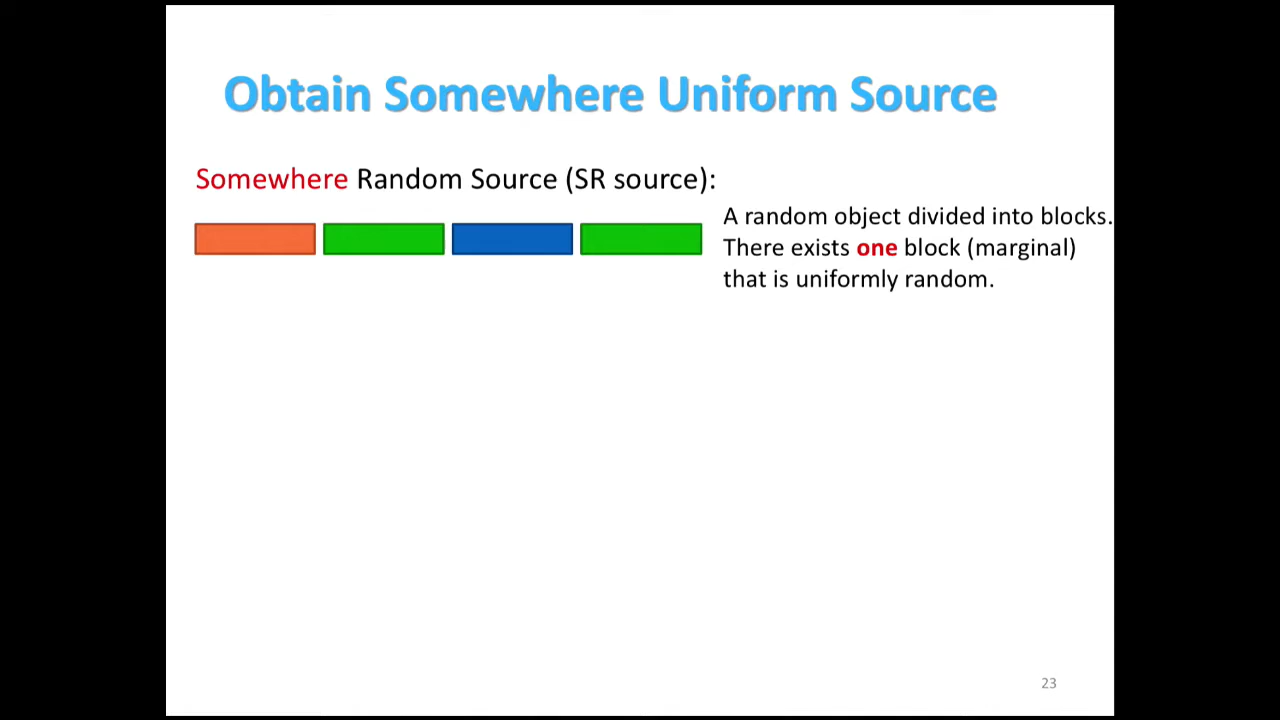 Obtain Somewhere Uniform Source
Somewhere Random Source (SR source):
A random object divided into blocks.
There exists one block (marginal)
that is uniformly random.
23